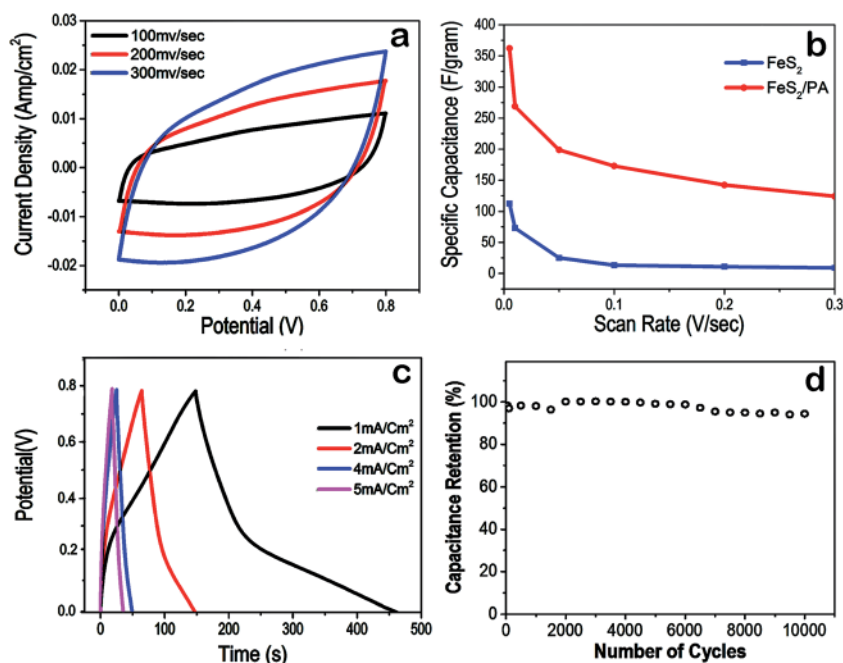 a
100mv/sec
200mv/sec
300mv/sec
Current Density (Amp/cm²)
0.03
0.02
0.01
0.00
-0.01
-0.02
0.0 0.2 0.4 0.6 0.8
Potential (V)
b
FeS₂
FeS₂/PA
Specific Capacitance (F/gram)
400
350
300
250
200
150
100
50
0
0.0 0.1 0.2 0.3
Scan Rate (V/sec)
c
1mA/Cm²
2mA/Cm²
4mA/Cm²
5mA/Cm²
Potential(V)
0.8
0.6
0.4
0.2
0.0
0 50 100 150 200 250 300 350 400 450 500
Time (s)
d
Capacitance Retention (%)
120
100
80
60
40
20
0
0 2000 4000 6000 8000 10000
Number of Cycles